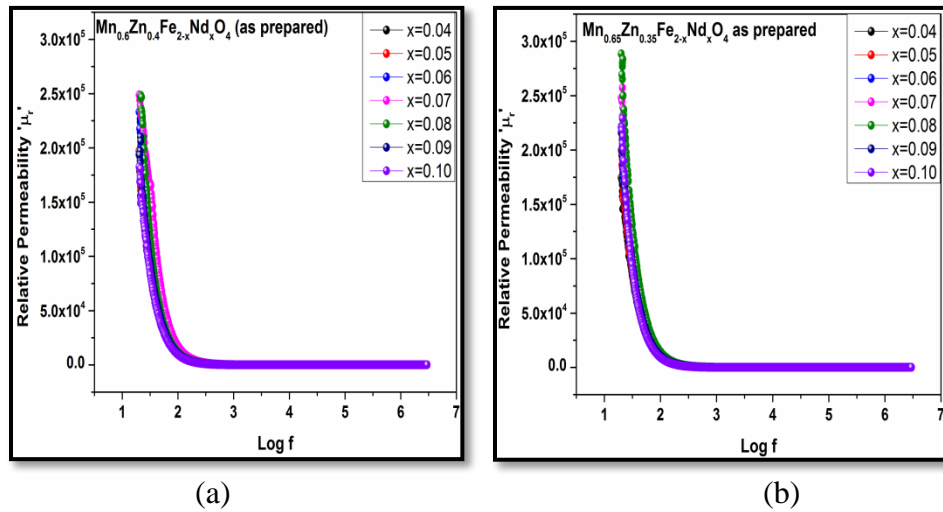 Mn0.6Zn0.4Fe2-xNdxO4 (as prepared)
3.0x10^5
2.5x10^5
2.0x10^5
1.5x10^5
1.0x10^5
5.0x10^4
0.0
Relative Permeability 'μr'
x=0.04
x=0.05
x=0.06
x=0.07
x=0.08
x=0.09
x=0.10
1 2 3 4 5 6 7
Log f
(a)
Mn0.65Zn0.35Fe2-xNdxO4 as prepared
3.0x10^5
2.5x10^5
2.0x10^5
1.5x10^5
1.0x10^5
5.0x10^4
0.0
Relative Permeability 'μr'
x=0.04
x=0.05
x=0.06
x=0.07
x=0.08
x=0.09
x=0.10
1 2 3 4 5 6 7
Log f
(b)